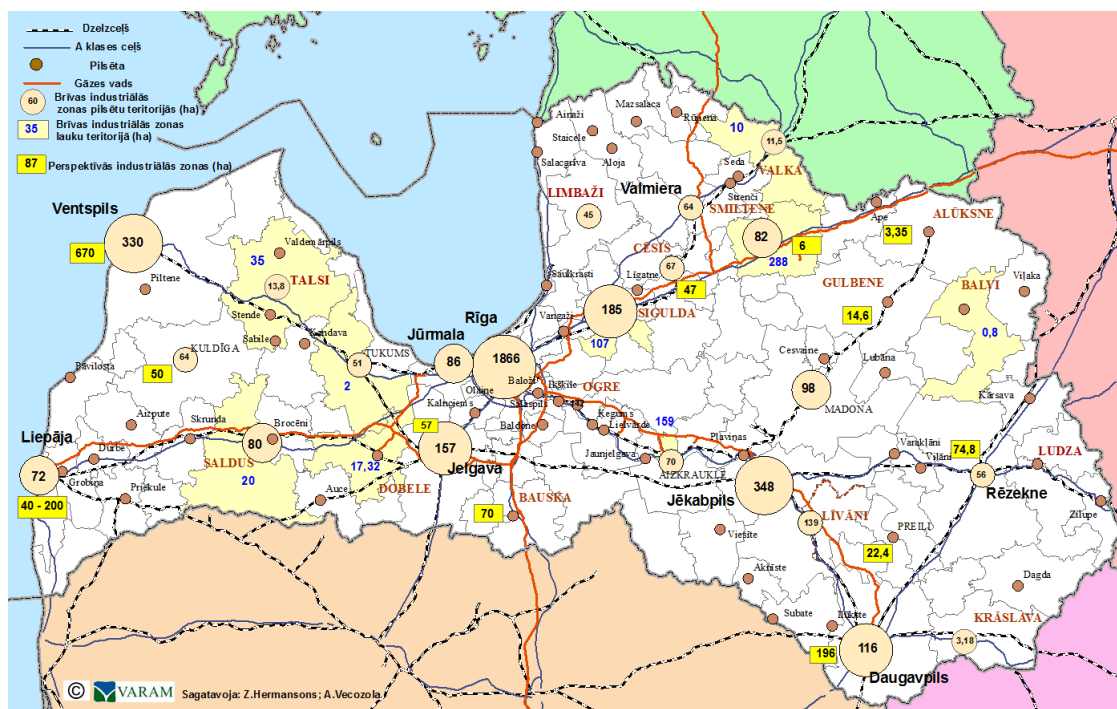 Dzelzceļš
A klases ceļš
Pilsēta
Gāzes vads
60
Brīvas industriālās
zonas pilsētu teritorijās (ha)
35
Brīvas industriālās zonas
lauku teritorijā (ha)
87
Perspektīvās industriālās zonas (ha)
Ainaži
Mazsalaca
Rūjiena
10
11,5
Staicele
Salacgrīva
Aloja
Seda
VALKA
Strenči
LIMBAŽI
Valmiera
64
SMILTENE
45
Ape
ALŪKSNE
3,35
82
6
288
Ventspils
330
670
Valdemārpils
35
Piltene
TALSI
13,8
Stende
CĒSIS
67
Līgatne
47
Saulkrasti
185
SIGULDA
Vangaži
107
GULBENE
14,6
BALVI
Viļaka
0,8
Rīga
Jūrmala
1866
86
Sabile
Kandava
51
TUKUMS
2
64
KULDĪGA
50
Pāvilosta
Cesvaine
Lubāna
98
MADONA
Kārsava
Baloži
Ikšķile
OGRE
Olaine
Salaspils
142
Kalnciems
Baldone
Ķegums
Lielvārde
159
Aizpute
Skrunda
80
Brocēni
57
157
Jelgava
Jaunjelgava
70
AIZKRAUKLE
Pļaviņas
Varakļāni
Viļāni
74,8
LUDZA
56
Rēzekne
Liepāja
Durbe
72
Grobiņa
SALDUS
20
17,32
DOBELE
40 - 200
Priekule
Auce
BAUSKA
70
348
Jēkabpils
139
LĪVĀNI
Zilupe
Viesīte
PREIĻI
22,4
Aknīste
Dagda
Subate
Ilūkste
KRĀSLAVA
3,18
116
196
Daugavpils
© VARAM Sagatavoja: Z.Hermansons; A.Vecozola